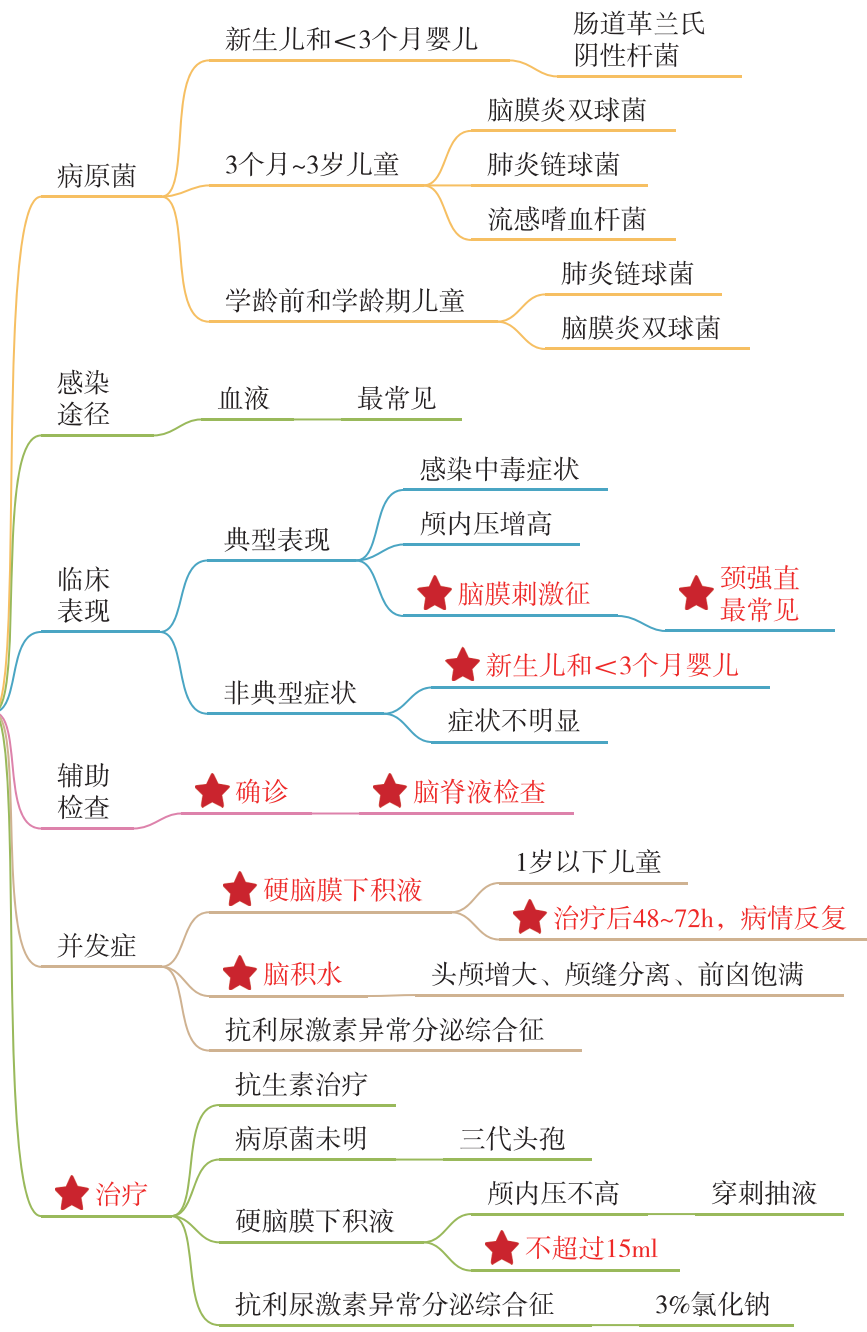 病原菌
新生儿和<3个月婴儿
肠道革兰氏
阴性杆菌
3个月~3岁儿童
脑膜炎双球菌
肺炎链球菌
流感嗜血杆菌
学龄前和学龄期儿童
肺炎链球菌
脑膜炎双球菌
感染
途径
血液
最常见
临床
表现
典型表现
感染中毒症状
颅内压增高
脑膜刺激征
颈强直
最常见
非典型症状
新生儿和<3个月婴儿
症状不明显
辅助
检查
确诊
脑脊液检查
并发症
硬脑膜下积液
1岁以下儿童
治疗后48~72h，病情反复
脑积水
头颅增大、颅缝分离、前囟饱满
抗利尿激素异常分泌综合征
治疗
抗生素治疗
病原菌未明
三代头孢
硬脑膜下积液
颅内压不高
穿刺抽液
不超过15ml
抗利尿激素异常分泌综合征
3%氯化钠